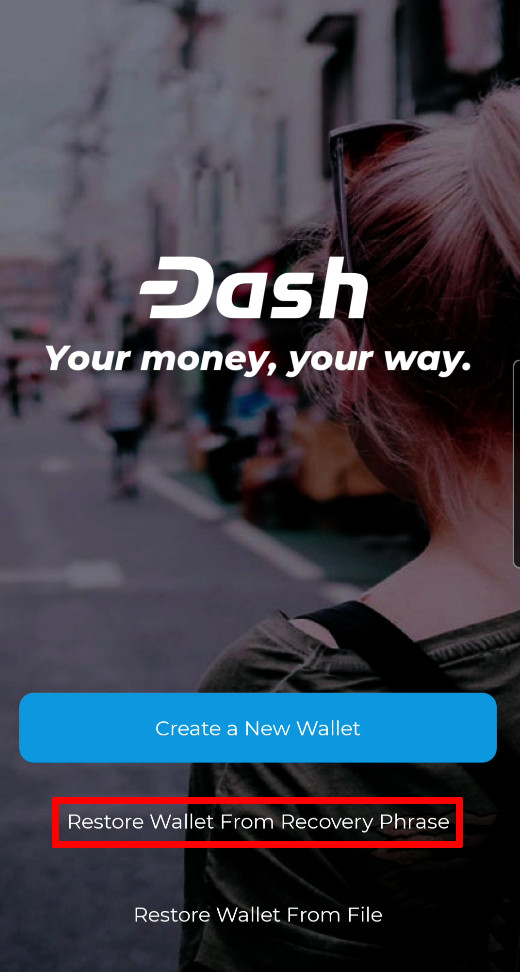 Dash
Your money, your way.
Create a New Wallet
Restore Wallet From Recovery Phrase
Restore Wallet From File